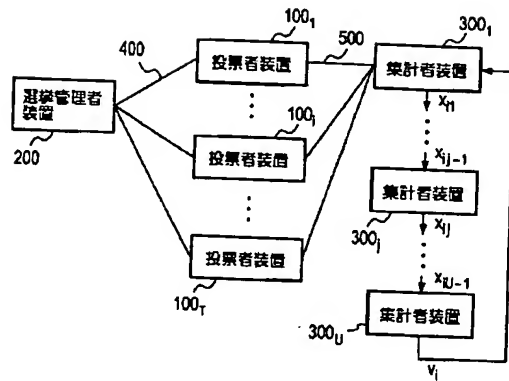 300₁
100₁
400
投票者装置
500
集計者装置
選挙管理者
装置
200
x_i1
100_i
投票者装置
x_ij-1
集計者装置
300_j
x_ij
投票者装置
100_T
x_iU-1
集計者装置
300_U
v_i